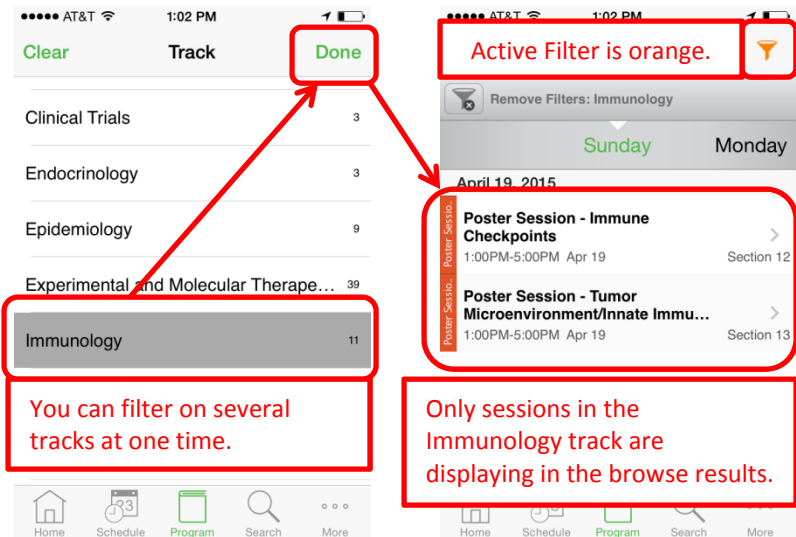 AT&T 1:02 PM
Clear Track Done
Clinical Trials 3
Endocrinology 3
Epidemiology 9
Experimental and Molecular Therape... 39
Immunology 11
You can filter on several
tracks at one time.
Home Schedule Program Search More
AT&T 1:02 PM
Active Filter is orange.
Remove Filters: Immunology
Sunday Monday
April 19, 2015
Poster Sessio..
Poster Session - Immune
Checkpoints
1:00PM-5:00PM Apr 19 Section 12
Poster Sessio..
Poster Session - Tumor
Microenvironment/Innate Immu...
1:00PM-5:00PM Apr 19 Section 13
Only sessions in the
Immunology track are
displaying in the browse results.
Home Schedule Program Search More